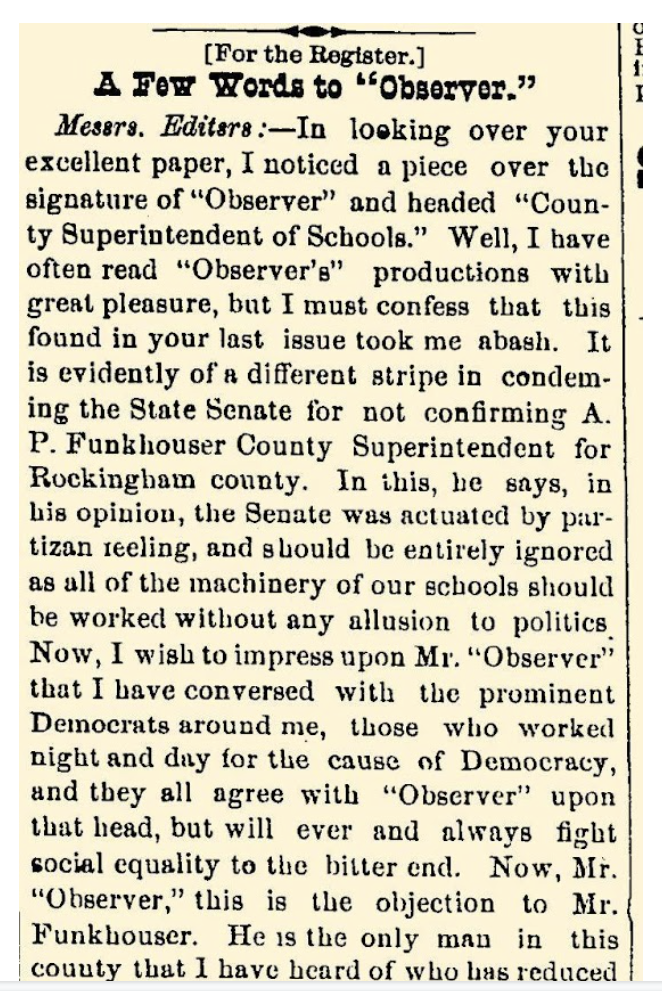 [For the Register.]
A Few Words to "Observer."
Messrs. Editsrs:—In looking over your
excellent paper, I noticed a piece over the
signature of "Observer" and headed "Coun-
ty Superintendent of Schools." Well, I have
often read "Observer's" productions with
great pleasure, but I must confess that this
found in your last issue took me abash. It
is evidently of a different stripe in condem-
ing the State Senate for not confirming A.
P. Funkhouser County Superintendent for
Rockingham county. In this, he says, in
his opinion, the Senate was actuated by par-
tizan feeling, and should be entirely ignored
as all of the machinery of our schools should
be worked without any allusion to politics.
Now, I wish to impress upon Mr. "Observer"
that I have conversed with the prominent
Democrats around me, those who worked
night and day for the cause of Democracy,
and they all agree with "Observer" upon
that head, but will ever and always fight
social equality to the bitter end. Now, Mr.
"Observer," this is the objection to Mr.
Funkhouser. He is the only man in this
county that I have heard of who has reduced